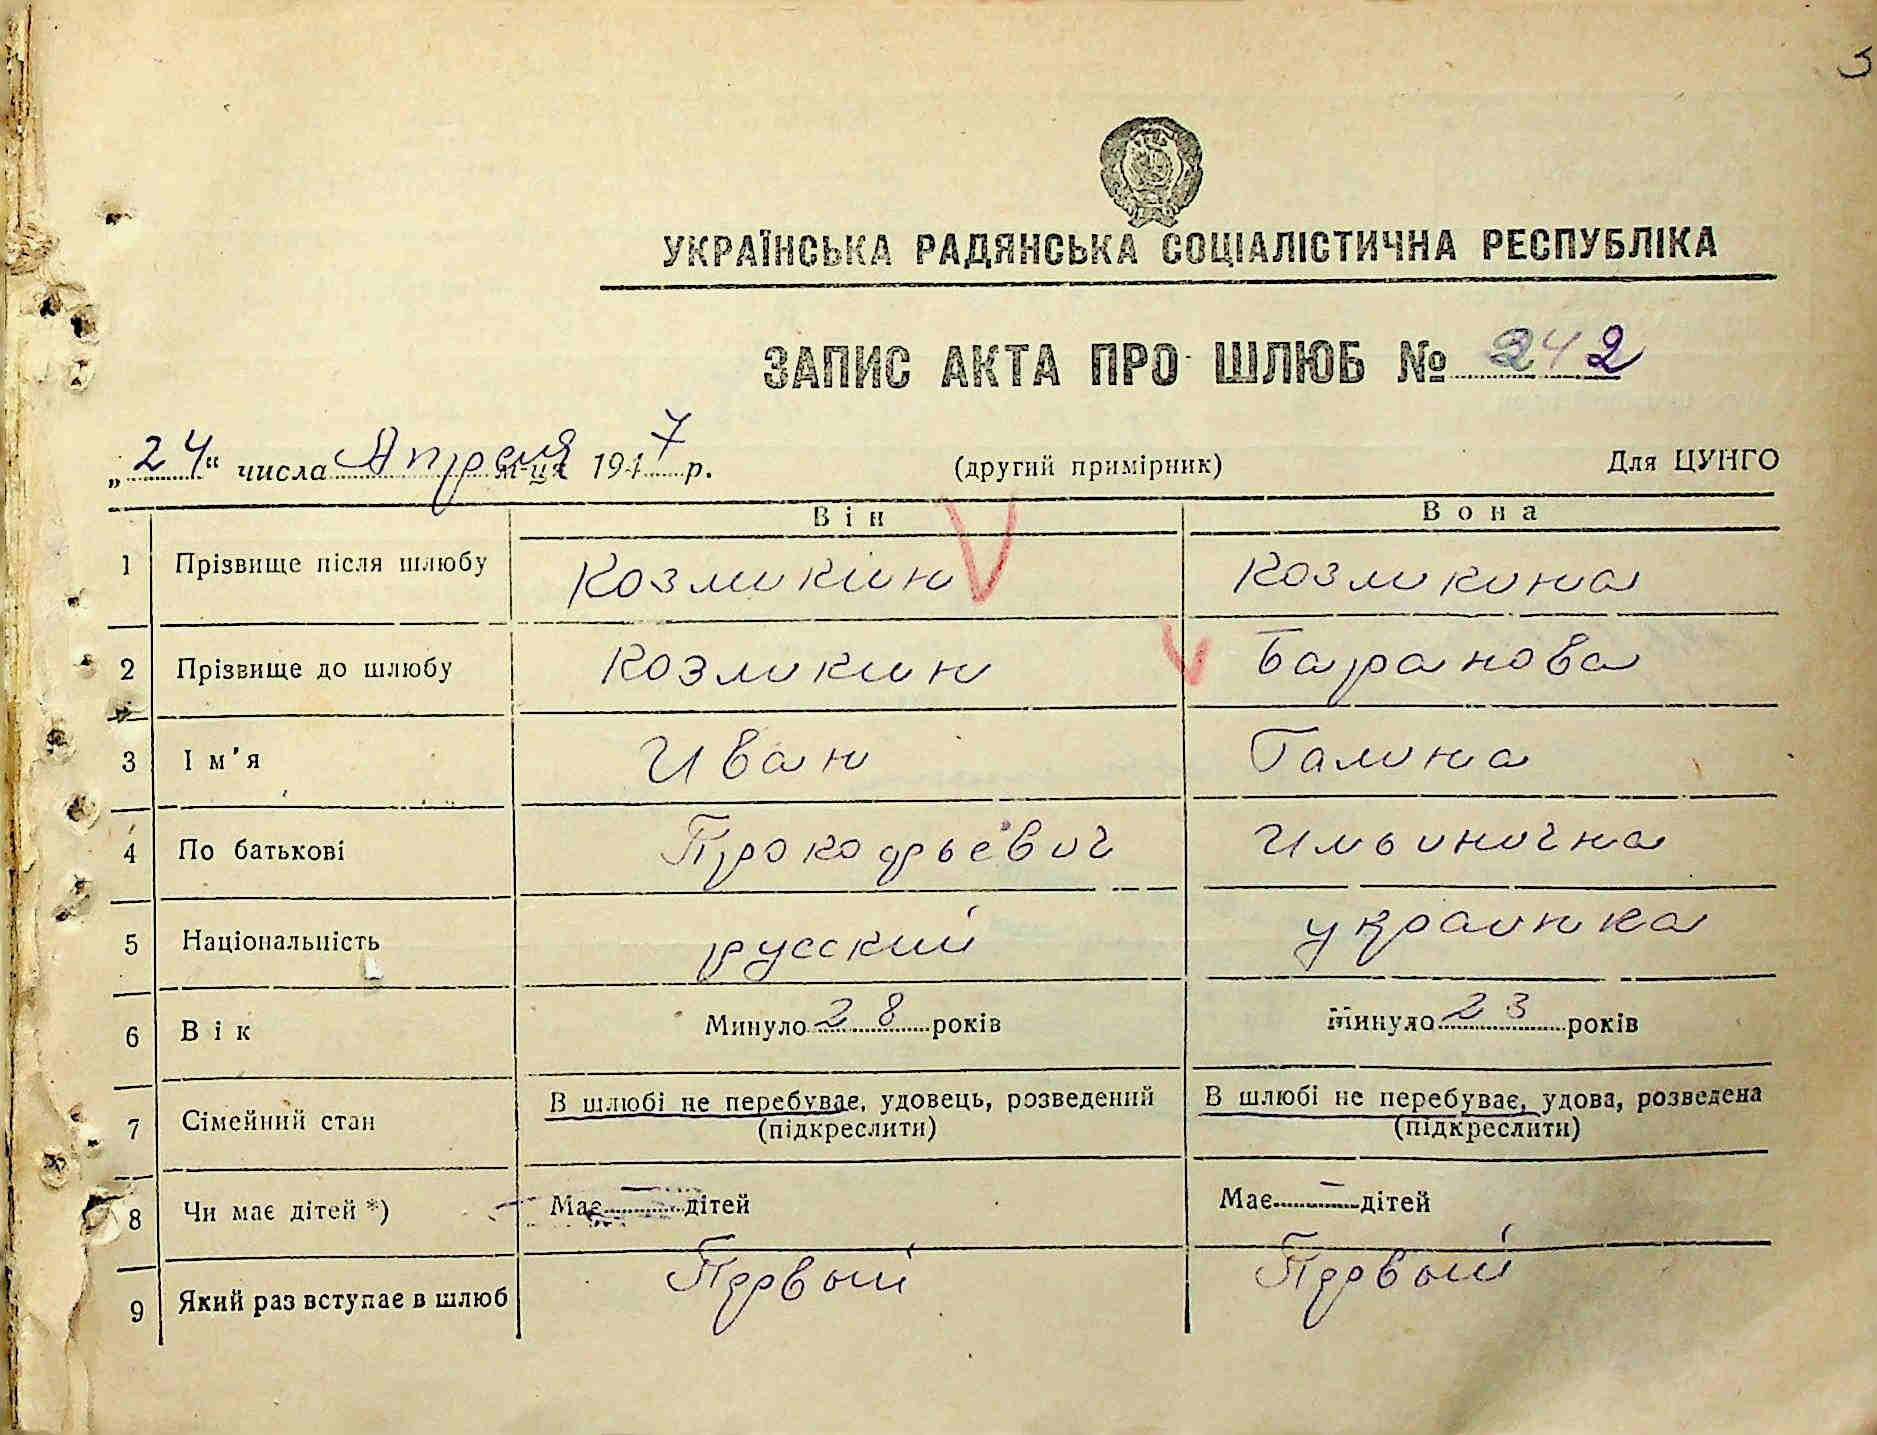 3
УКРАЇНСЬКА РАДЯНСЬКА СОЦІАЛІСТИЧНА РЕСПУБЛІКА
ЗАПИС АКТА ПРО ШЛЮБ № 242
„24“ числа Апреля м-ця 1947 р. (другий примірник) Для ЦУНГО
Він Вона
1 Прізвище після шлюбу Козликин Козликина
2 Прізвище до шлюбу Козликин Баранова
3 Ім'я Иван Галина
4 По батькові Прокофьевич Ильинична
5 Національність русский украинка
6 Вік Минуло 28 років Минуло 23 років
7 Сімейний стан В шлюбі не перебуває, удовець, розведений (підкреслити) В шлюбі не перебуває, удова, розведена (підкреслити)
8 Чи має дітей *) Має — дітей Має — дітей
9 Який раз вступає в шлюб Первый Первый